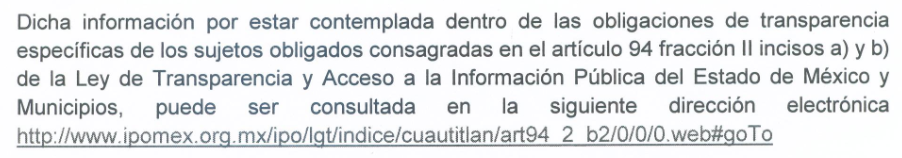 Dicha información por estar contemplada dentro de las obligaciones de transparencia
específicas de los sujetos obligados consagradas en el artículo 94 fracción II incisos a) y b)
de la Ley de Transparencia y Acceso a la Información Pública del Estado de México y
Municipios, puede ser consultada en la siguiente dirección electrónica
http://www.ipomex.org.mx/ipo/lgt/indice/cuautitlan/art94_2_b2/0/0/0.web#goTo